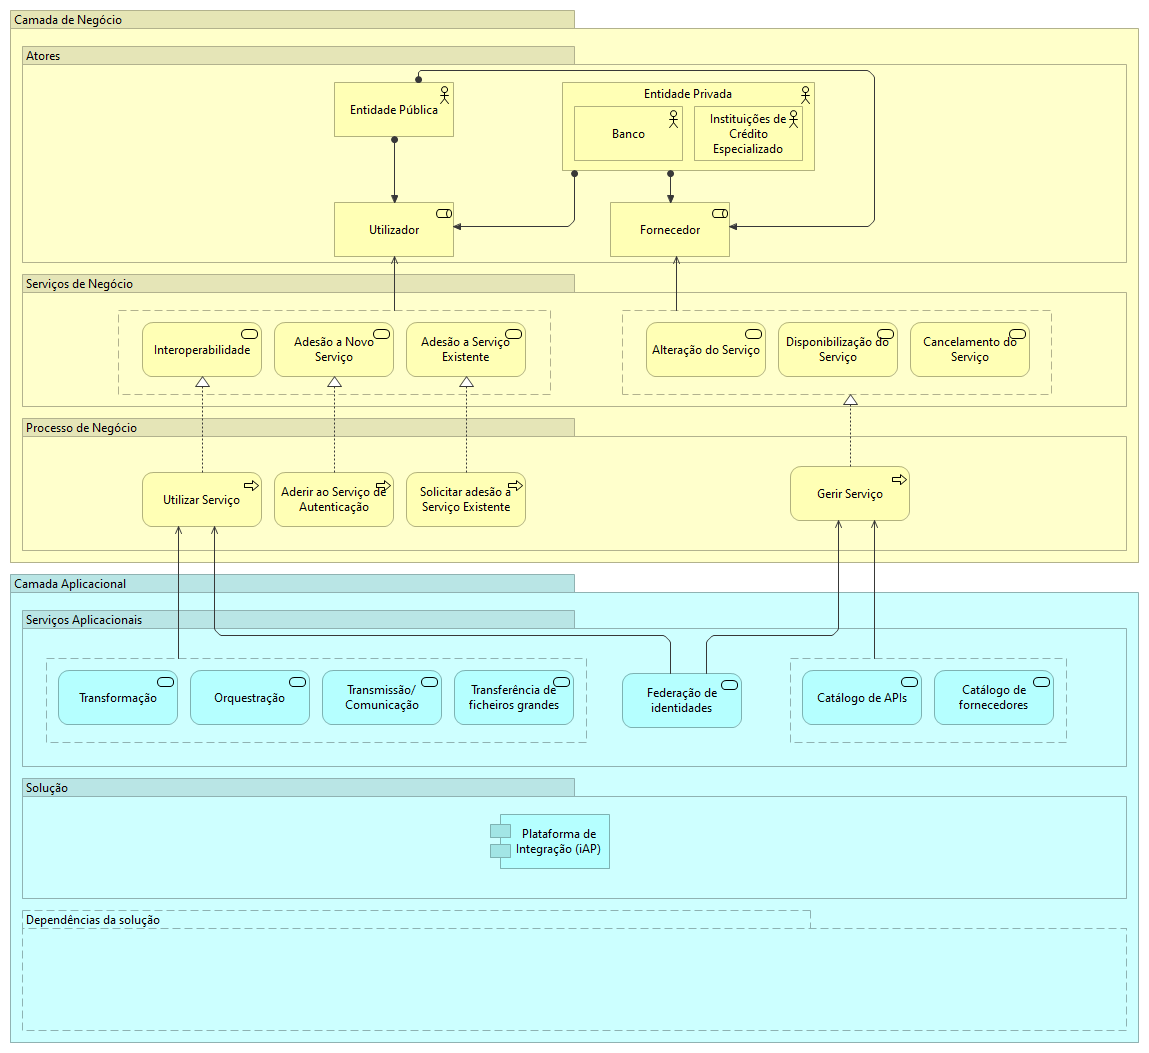 Camada de Negócio
Atores
Entidade Pública
Entidade Privada
Banco
Instituições de
Crédito
Especializado
Utilizador
Fornecedor
Serviços de Negócio
Interoperabilidade
Adesão a Novo
Serviço
Adesão a Serviço
Existente
Alteração do Serviço
Disponibilização do
Serviço
Cancelamento do
Serviço
Processo de Negócio
Utilizar Serviço
Aderir ao Serviço de
Autenticação
Solicitar adesão a
Serviço Existente
Gerir Serviço
Camada Aplicacional
Serviços Aplicacionais
Transformação
Orquestração
Transmissão/
Comunicação
Transferência de
ficheiros grandes
Federação de
identidades
Catálogo de APIs
Catálogo de
fornecedores
Solução
Plataforma de
Integração (iAP)
Dependências da solução